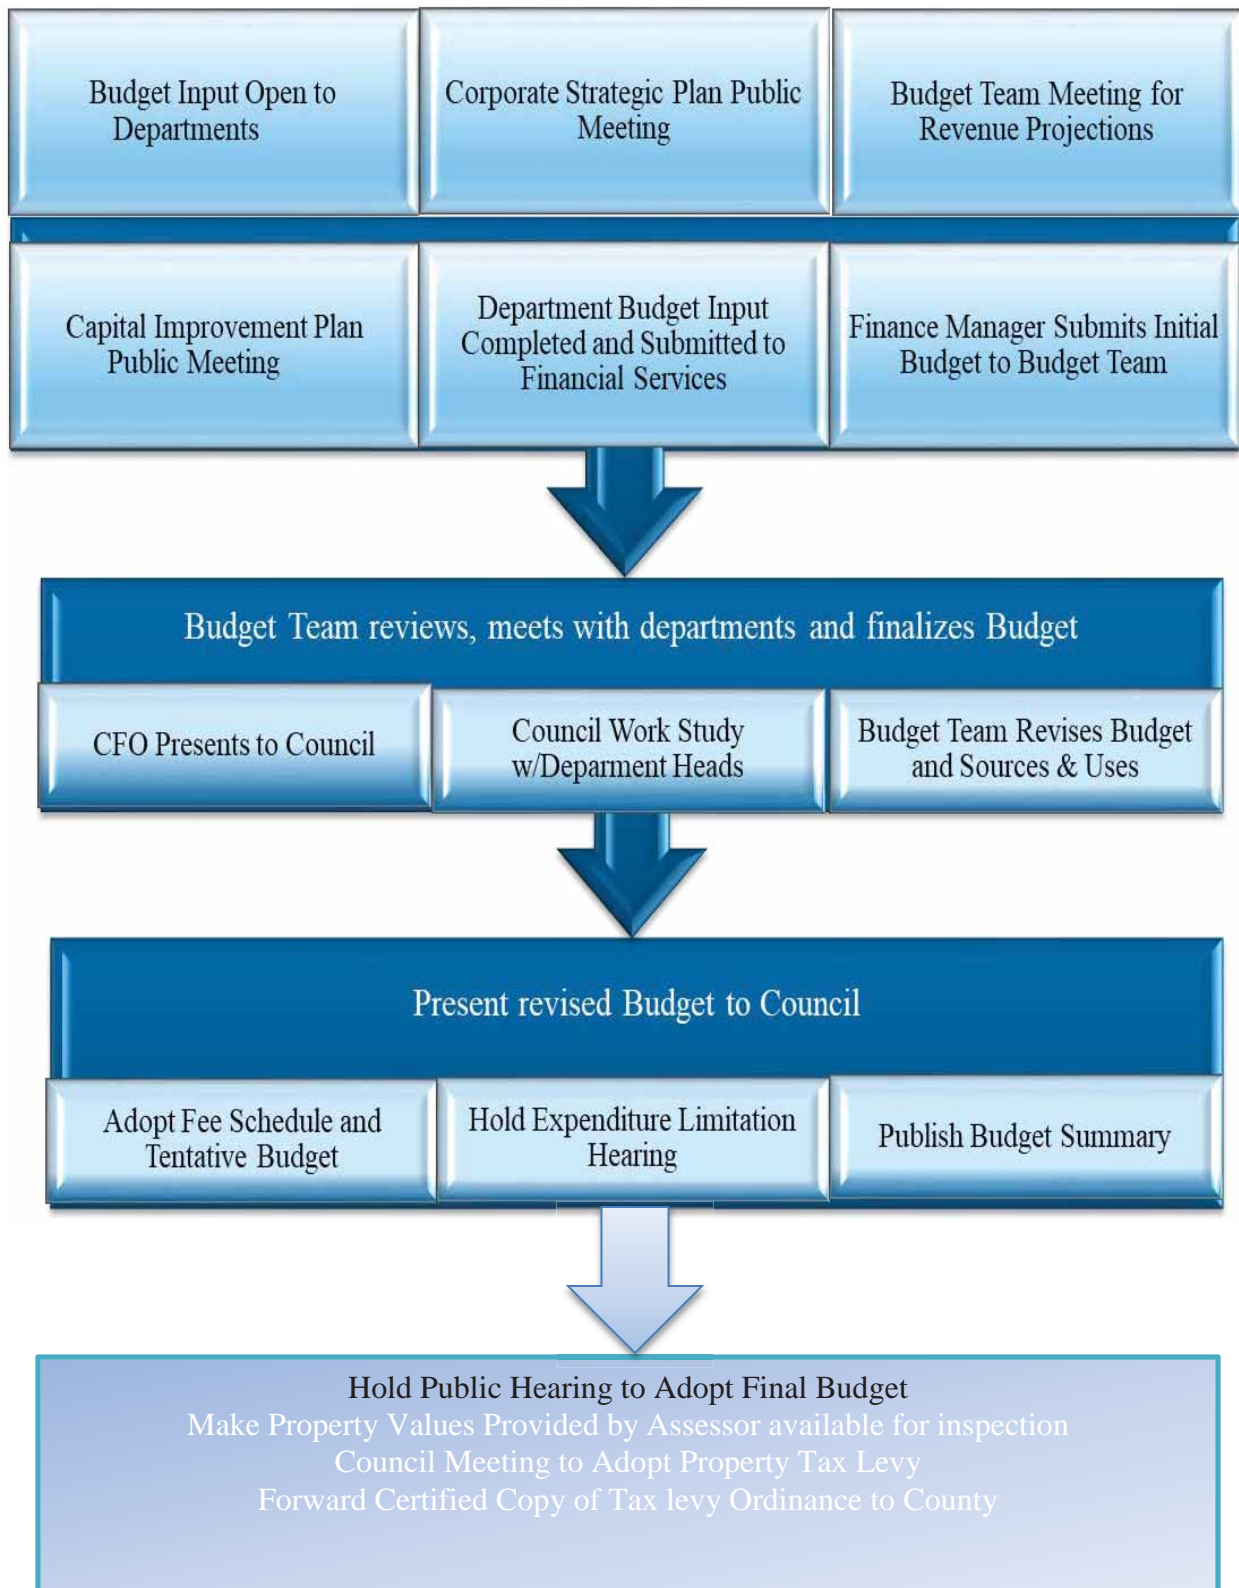 Budget Input Open to
Departments
Corporate Strategic Plan Public
Meeting
Budget Team Meeting for
Revenue Projections
Capital Improvement Plan
Public Meeting
Department Budget Input
Completed and Submitted to
Financial Services
Finance Manager Submits Initial
Budget to Budget Team
Budget Team reviews, meets with departments and finalizes Budget
CFO Presents to Council
Council Work Study
w/Deparment Heads
Budget Team Revises Budget
and Sources & Uses
Present revised Budget to Council
Adopt Fee Schedule and
Tentative Budget
Hold Expenditure Limitation
Hearing
Publish Budget Summary
Hold Public Hearing to Adopt Final Budget
Make Property Values Provided by Assessor available for inspection
Council Meeting to Adopt Property Tax Levy
Forward Certified Copy of Tax levy Ordinance to County